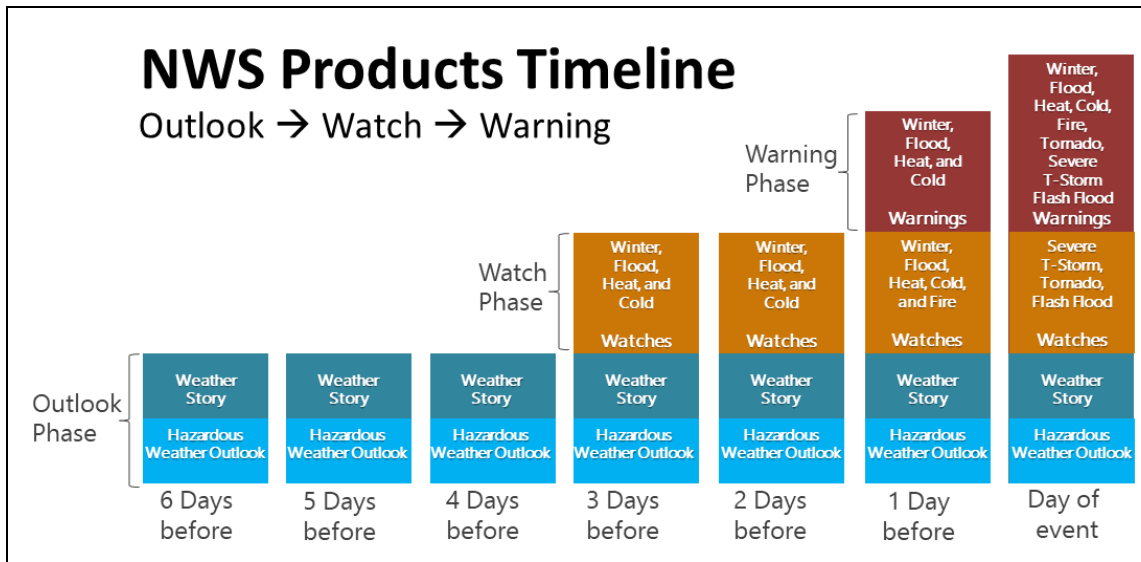 NWS Products Timeline
Outlook → Watch → Warning
Warning
Phase
Watch
Phase
Outlook
Phase
Weather
Story
Hazardous
Weather Outlook
6 Days
before
Weather
Story
Hazardous
Weather Outlook
5 Days
before
Weather
Story
Hazardous
Weather Outlook
4 Days
before
Winter,
Flood,
Heat, and
Cold
Watches
Weather
Story
Hazardous
Weather Outlook
3 Days
before
Winter,
Flood,
Heat, and
Cold
Watches
Weather
Story
Hazardous
Weather Outlook
2 Days
before
Winter,
Flood,
Heat, and
Cold
Warnings
Winter,
Flood,
Heat, Cold,
and Fire
Watches
Weather
Story
Hazardous
Weather Outlook
1 Day
before
Winter,
Flood,
Heat, Cold,
Fire,
Tornado,
Severe
T-Storm
Flash Flood
Warnings
Severe
T-Storm,
Tornado,
Flash Flood
Watches
Weather
Story
Hazardous
Weather Outlook
Day of
event